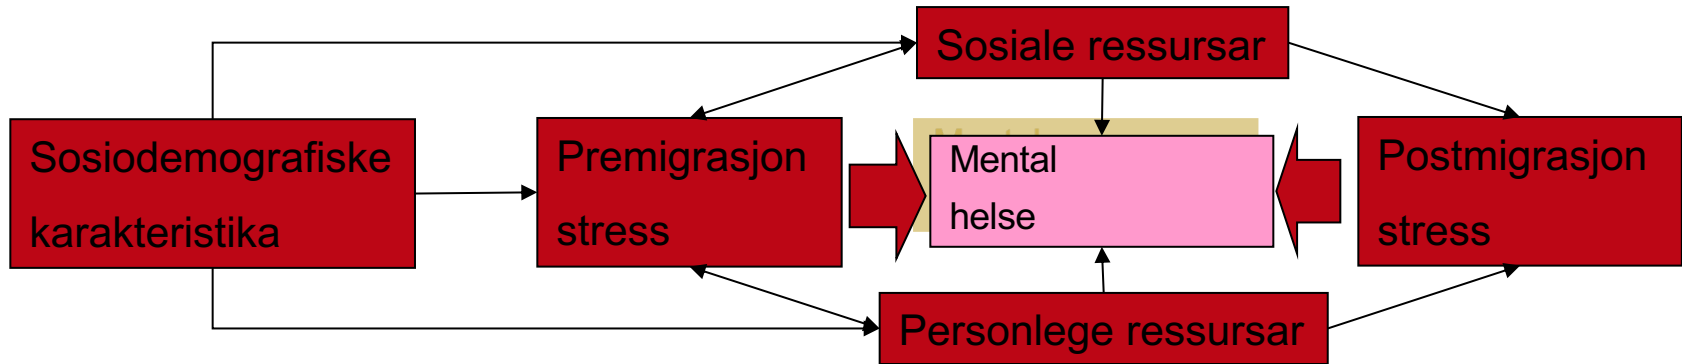 Sosiale ressursar
Sosiodemografiske
karakteristika
Premigrasjon
stress
Mental
helse
Postmigrasjon
stress
Personlege ressursar